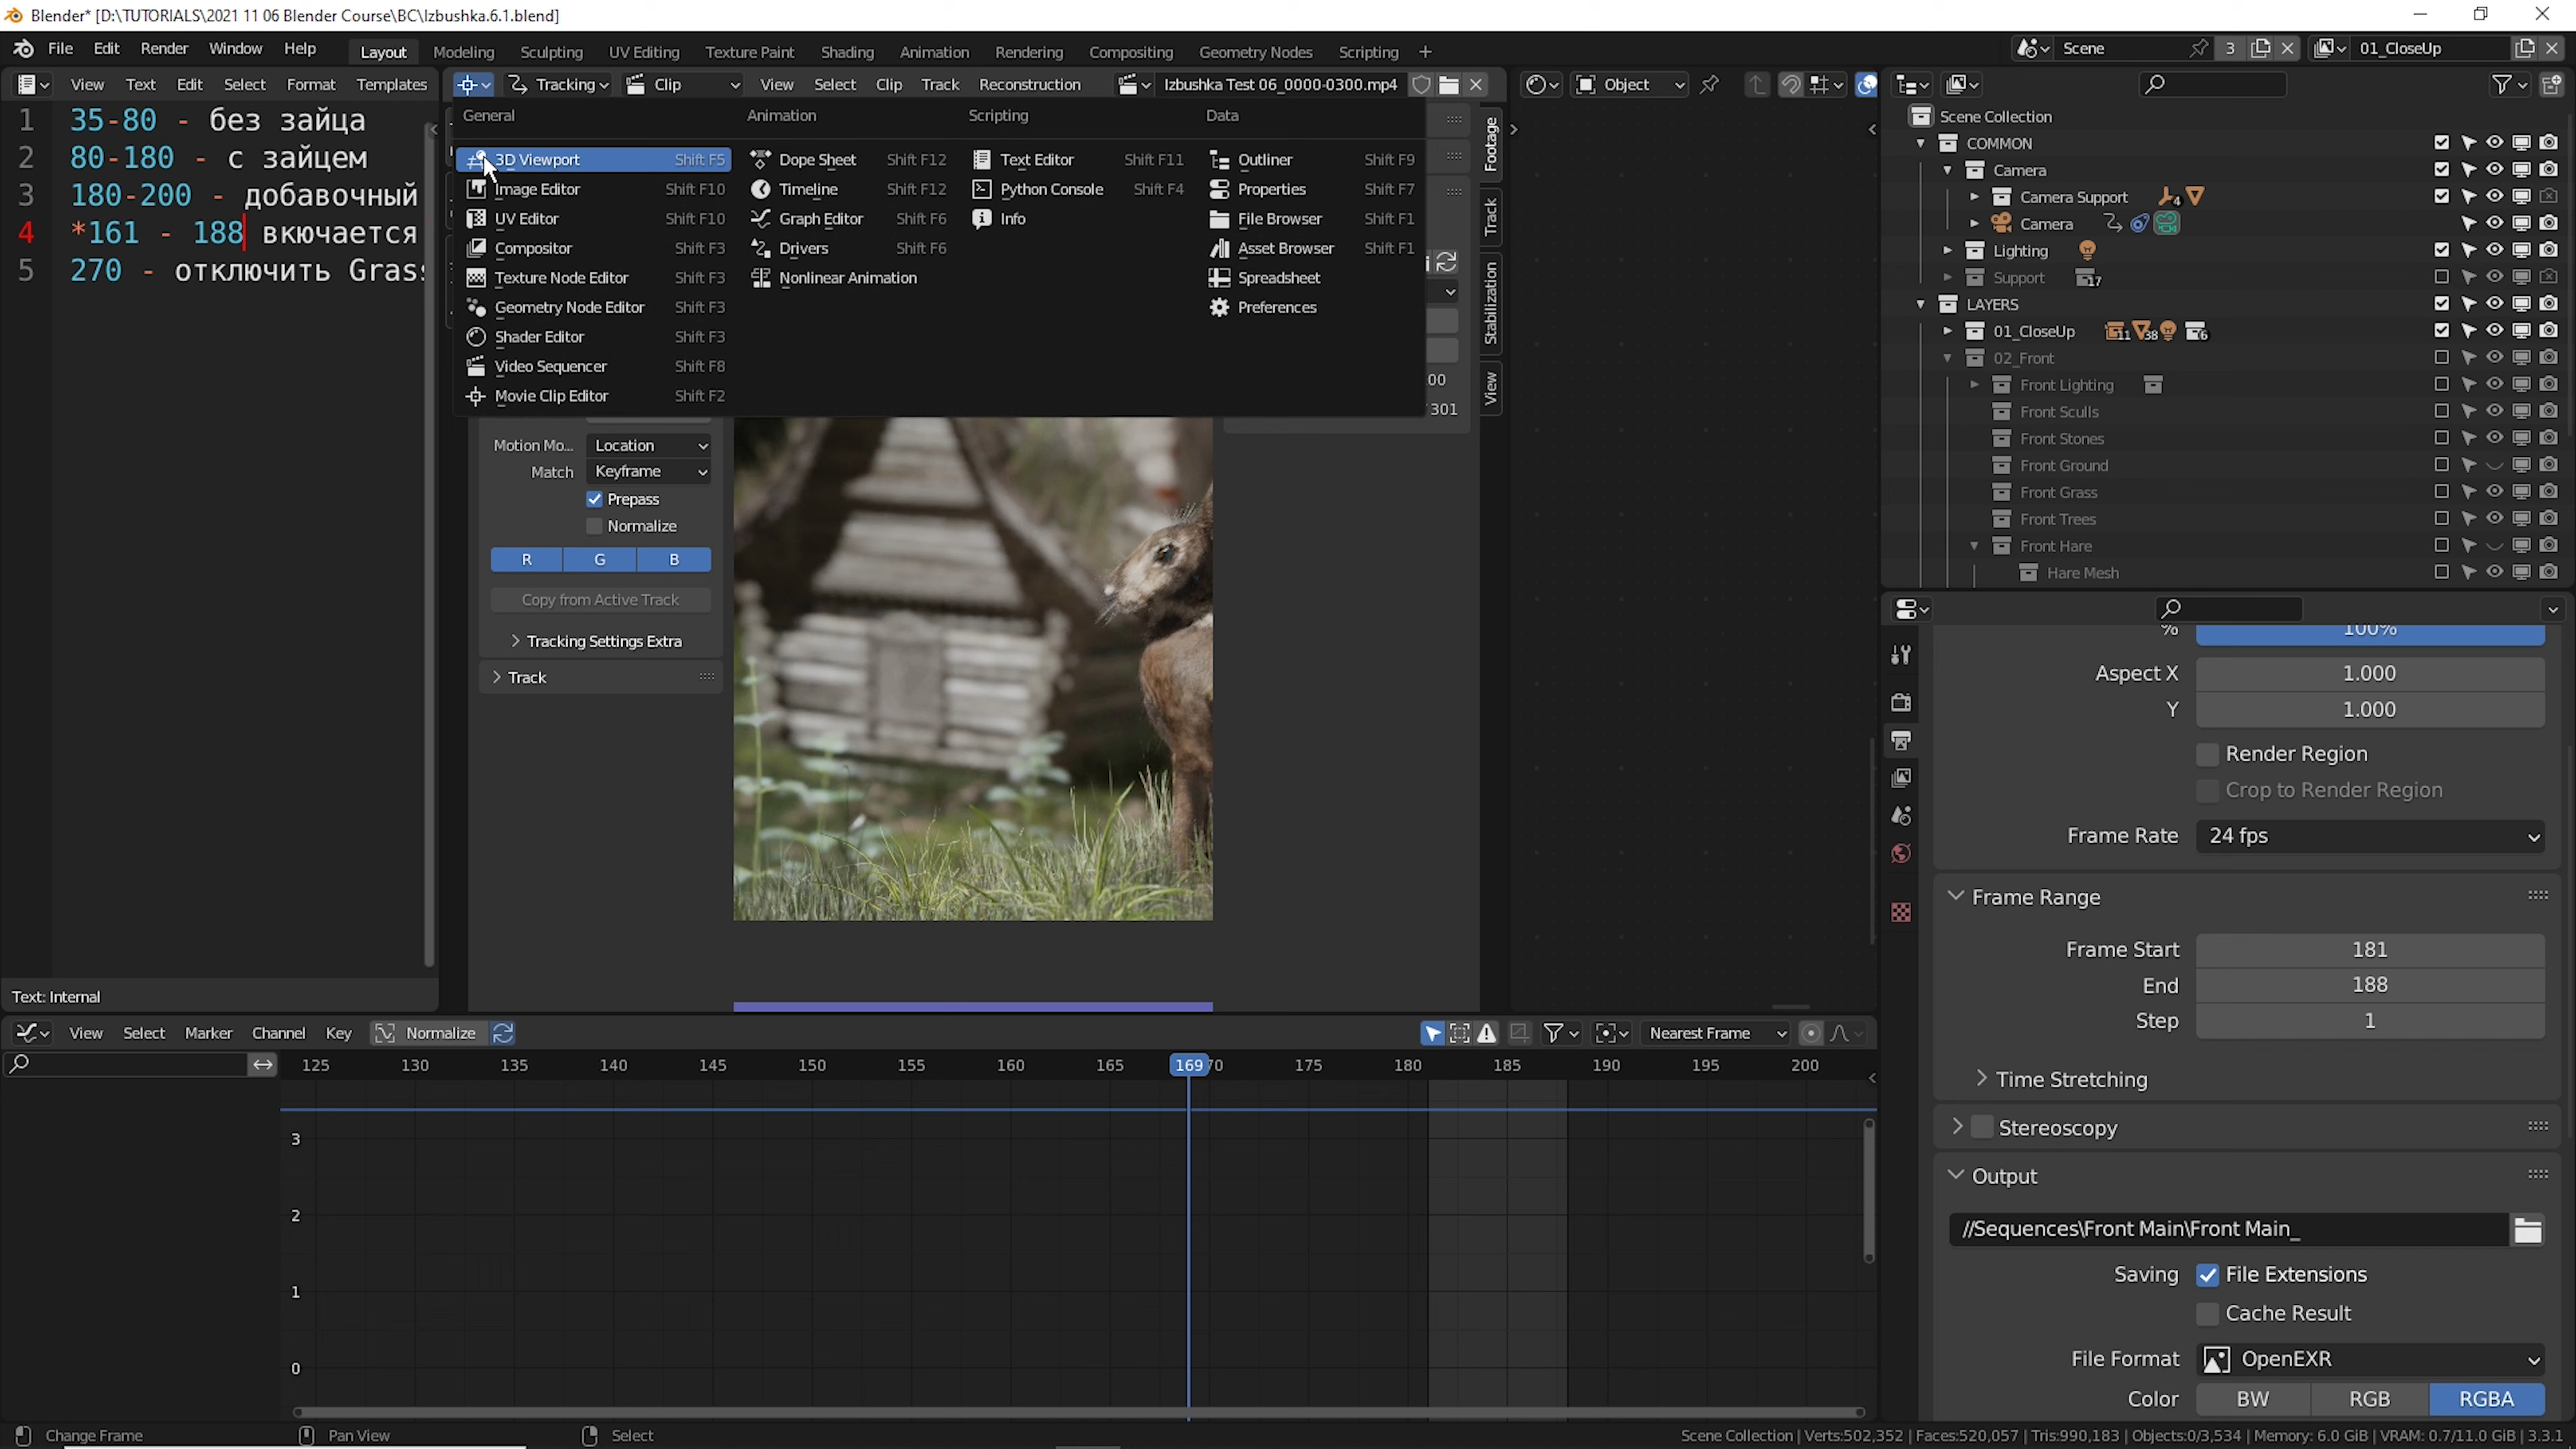 Blender* [D:\TUTORIALS\2021 11 06 Blender Course\BC\Izbushka.6.1.blend]
File Edit Render Window Help Layout Modeling Sculpting UV Editing Texture Paint Shading Animation Rendering Compositing Geometry Nodes Scripting + Scene 3 01_CloseUp
View Text Edit Select Format Templates Tracking Clip View Select Clip Track Reconstruction Izbushka Test 06_0000-0300.mp4 Object
1 35-80 - без зайца
2 80-180 - с зайцем
3 180-200 - добавочный
4 *161 - 188 вкючается
5 270 - отключить Grass
Text: Internal
General
3D Viewport Shift F5
Image Editor Shift F10
UV Editor Shift F10
Compositor Shift F3
Texture Node Editor Shift F3
Geometry Node Editor Shift F3
Shader Editor Shift F3
Video Sequencer Shift F8
Movie Clip Editor Shift F2
Animation
Dope Sheet Shift F12
Timeline Shift F12
Graph Editor Shift F6
Drivers Shift F6
Nonlinear Animation
Scripting
Text Editor Shift F11
Python Console Shift F4
Info
Data
Outliner Shift F9
Properties Shift F7
File Browser Shift F1
Asset Browser Shift F1
Spreadsheet
Preferences
Footage
Track
Stabilization
View
00
301
Motion Mo... Location
Match Keyframe
Prepass
Normalize
R G B
Copy from Active Track
Tracking Settings Extra
Track
Scene Collection
COMMON
Camera
Camera Support 4
Camera
Lighting
Support 17
LAYERS
01_CloseUp 11 38 6
02_Front
Front Lighting
Front Sculls
Front Stones
Front Ground
Front Grass
Front Trees
Front Hare
Hare Mesh
% 100%
Aspect X 1.000
Y 1.000
Render Region
Crop to Render Region
Frame Rate 24 fps
Frame Range
Frame Start 181
End 188
Step 1
Time Stretching
Stereoscopy
Output
//Sequences\Front Main\Front Main_
Saving File Extensions
Cache Result
File Format OpenEXR
Color BW RGB RGBA
View Select Marker Channel Key Normalize Nearest Frame
125 130 135 140 145 150 155 160 165 169 70 175 180 185 190 195 200
3
2
1
0
Change Frame Pan View Select Scene Collection | Verts:502,352 | Faces:520,057 | Tris:990,183 | Objects:0/3,534 | Memory: 6.0 GiB | VRAM: 0.7/11.0 GiB | 3.3.1